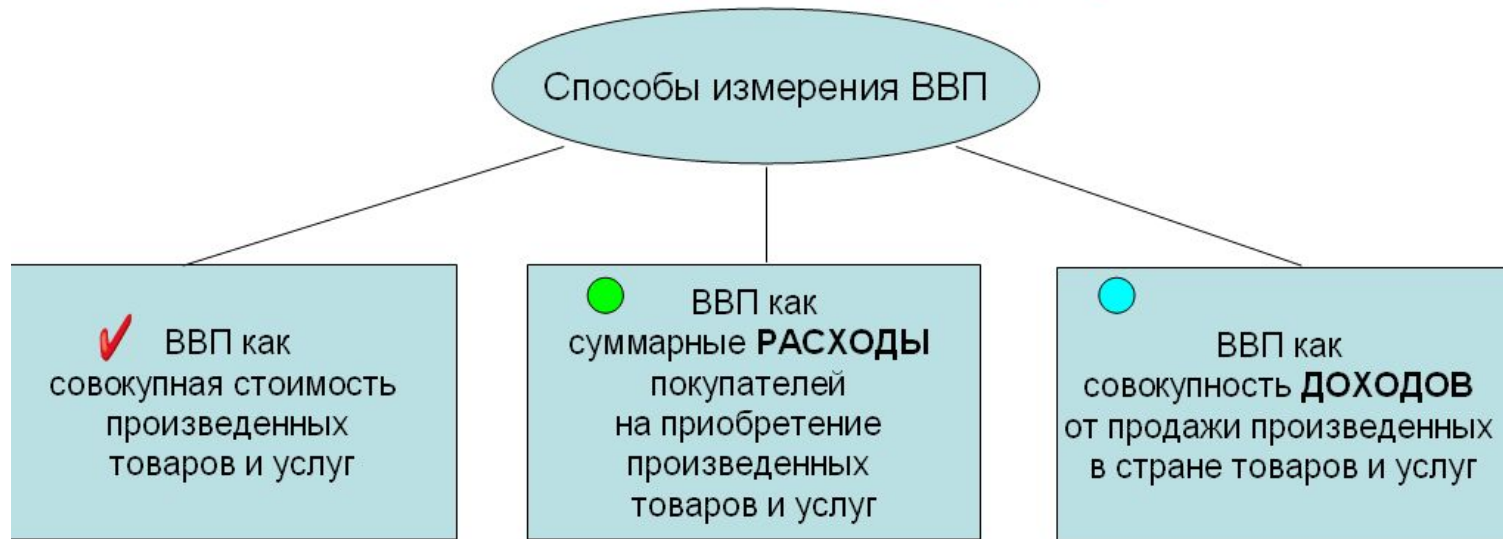 Способы измерения ВВП
ВВП как
совокупная стоимость
произведенных
товаров и услуг
ВВП как
суммарные РАСХОДЫ
покупателей
на приобретение
произведенных
товаров и услуг
ВВП как
совокупность ДОХОДОВ
от продажи произведенных
в стране товаров и услуг